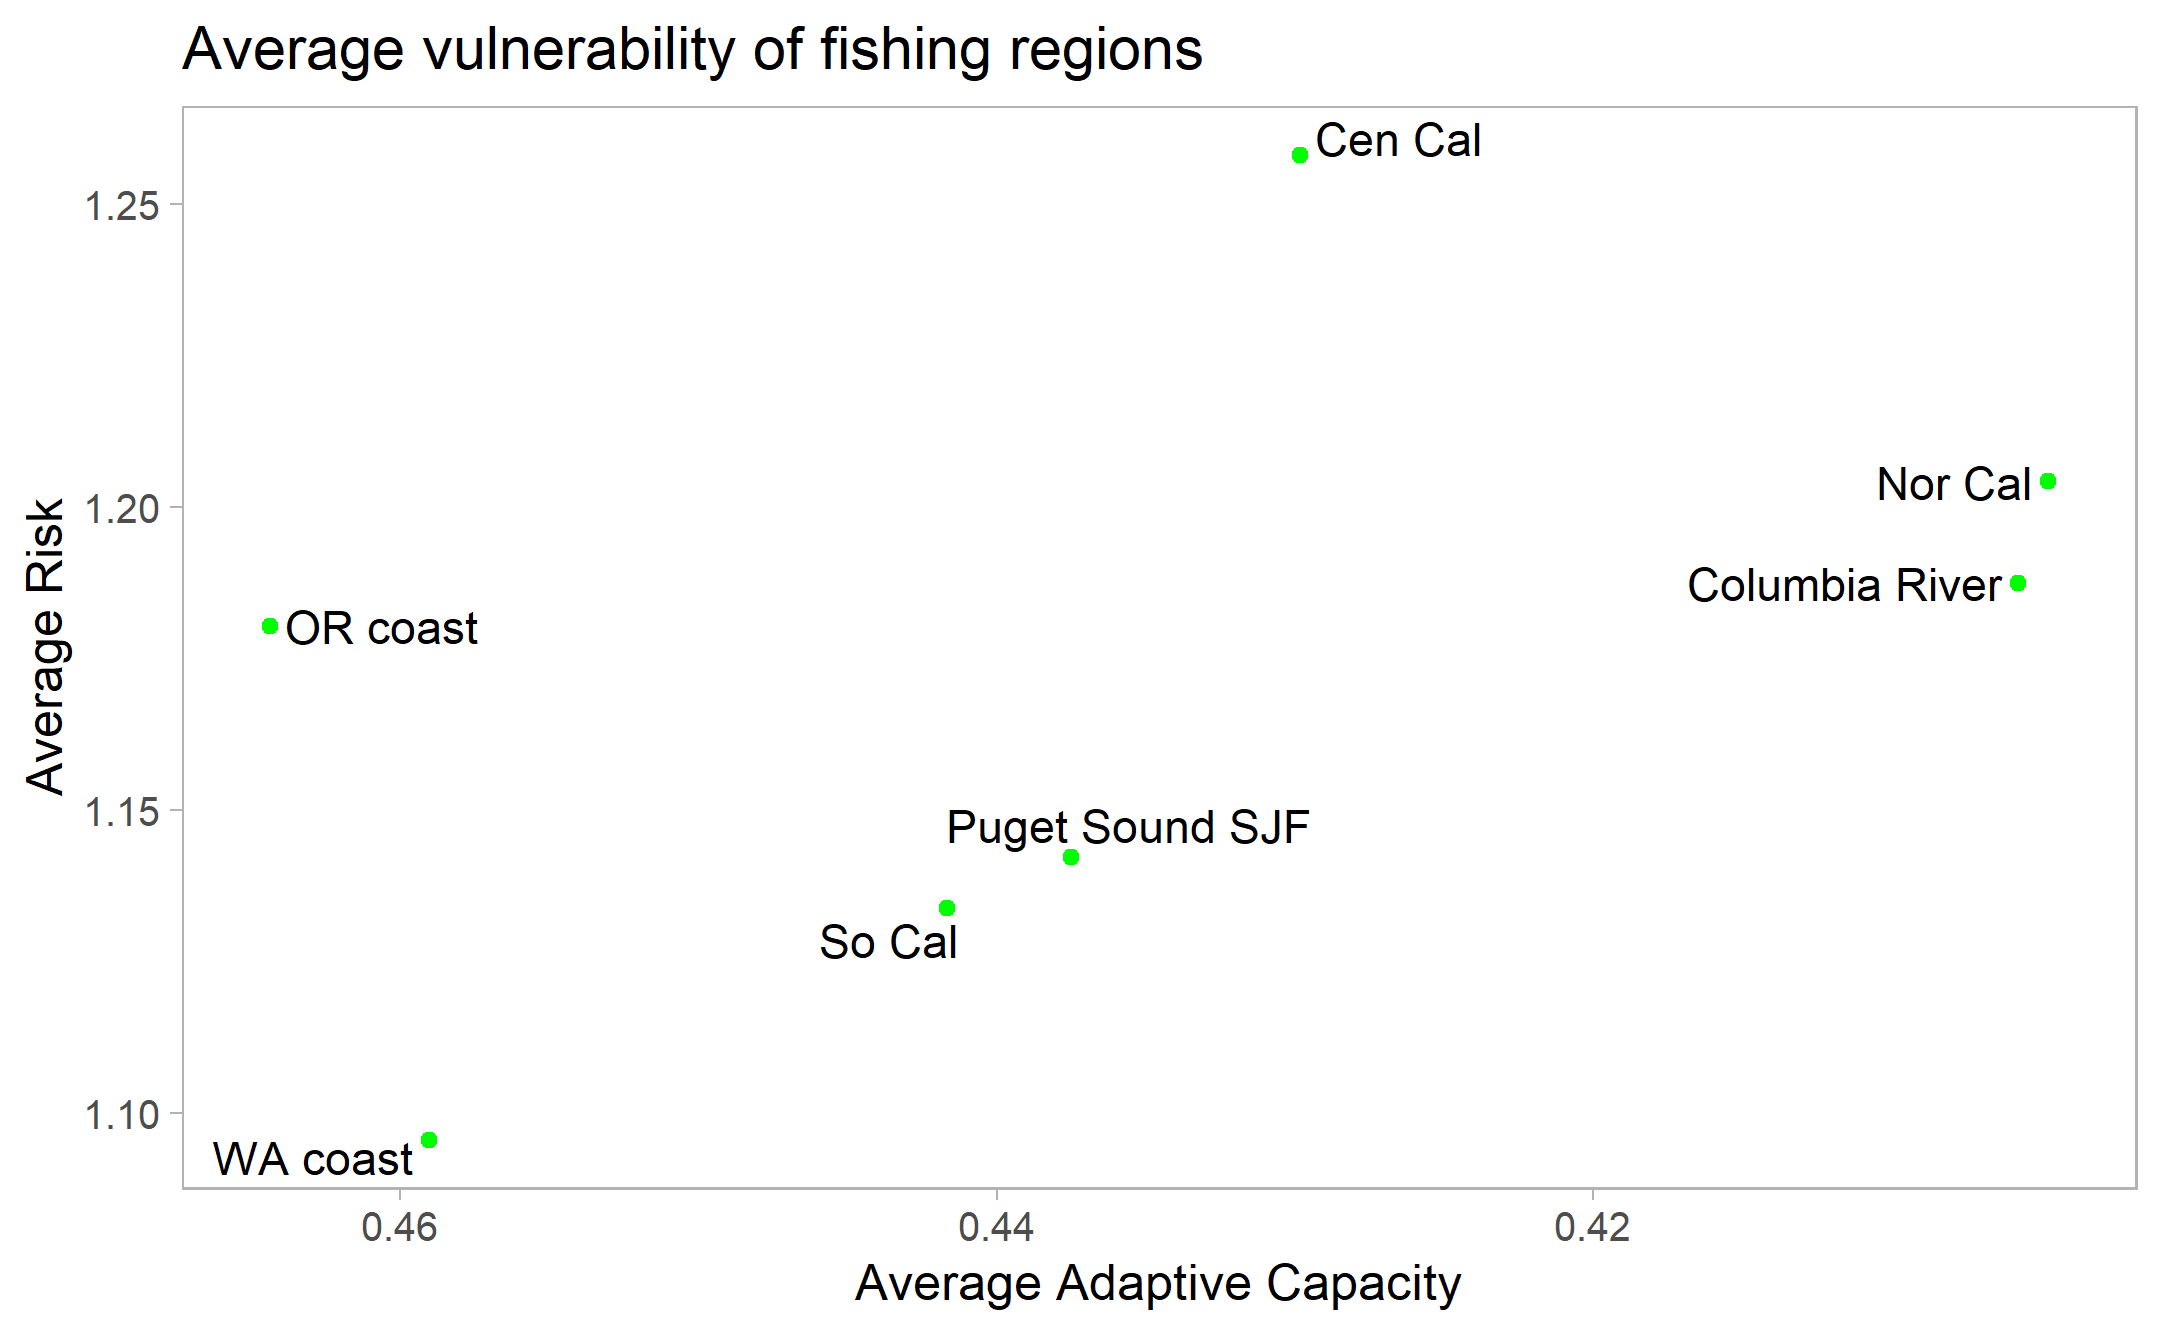 Average vulnerability of fishing regions
Cen Cal
1.25
Nor Cal
1.20
Columbia River
OR coast
Average Risk
Puget Sound SJF
1.15
So Cal
1.10
WA coast
0.46
0.44
0.42
Average Adaptive Capacity